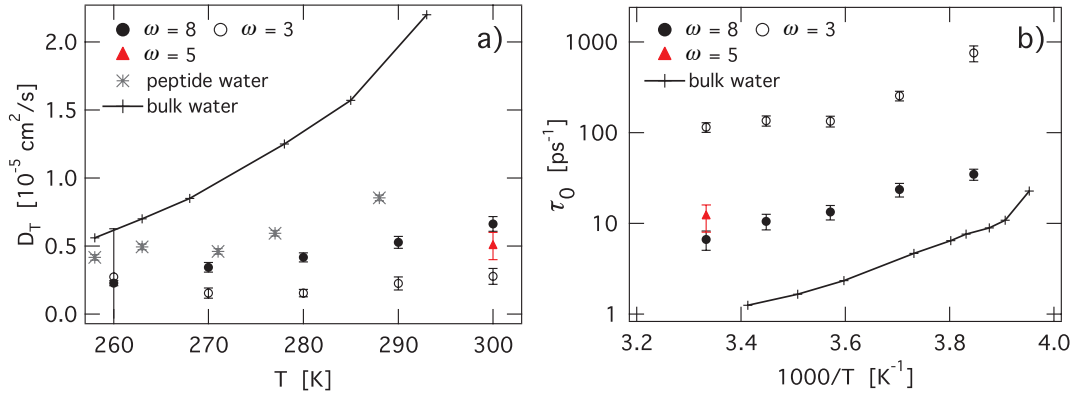 ω = 8 ω = 3
ω = 5
peptide water
bulk water
a)
2.0
1.5
1.0
0.5
0.0
D_T [10^-5 cm^2/s]
260 270 280 290 300
T [K]
ω = 8 ω = 3
ω = 5
bulk water
b)
1000
100
10
1
τ_0 [ps^-1]
3.2 3.4 3.6 3.8 4.0
1000/T [K^-1]